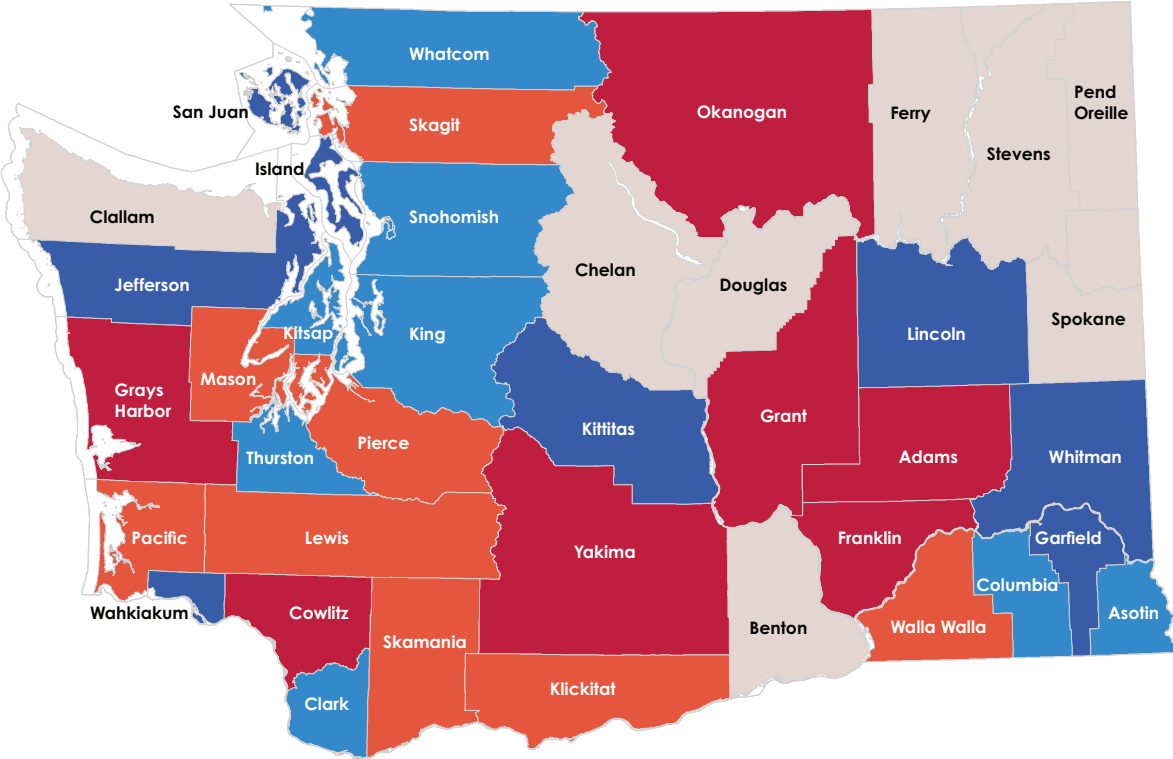 Whatcom
San Juan
Skagit
Okanogan
Ferry
Pend
Oreille
Stevens
Island
Clallam
Snohomish
Chelan
Jefferson
Douglas
Kitsap
King
Lincoln
Spokane
Mason
Grays
Harbor
Grant
Kittitas
Pierce
Thurston
Adams
Whitman
Pacific
Lewis
Yakima
Franklin
Garfield
Columbia
Wahkiakum
Cowlitz
Asotin
Skamania
Benton
Walla Walla
Klickitat
Clark